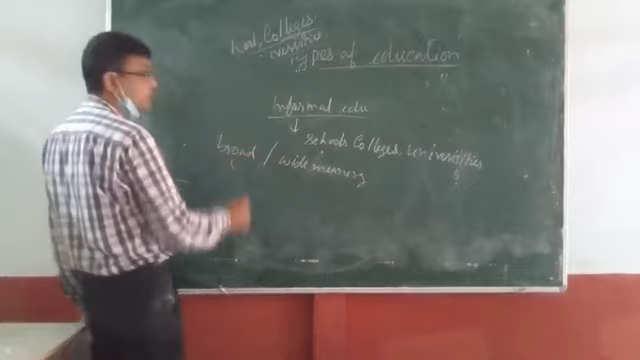 Colleges
types of education
Informal edu
↓ schools Colleges, universities
broad / wide meaning